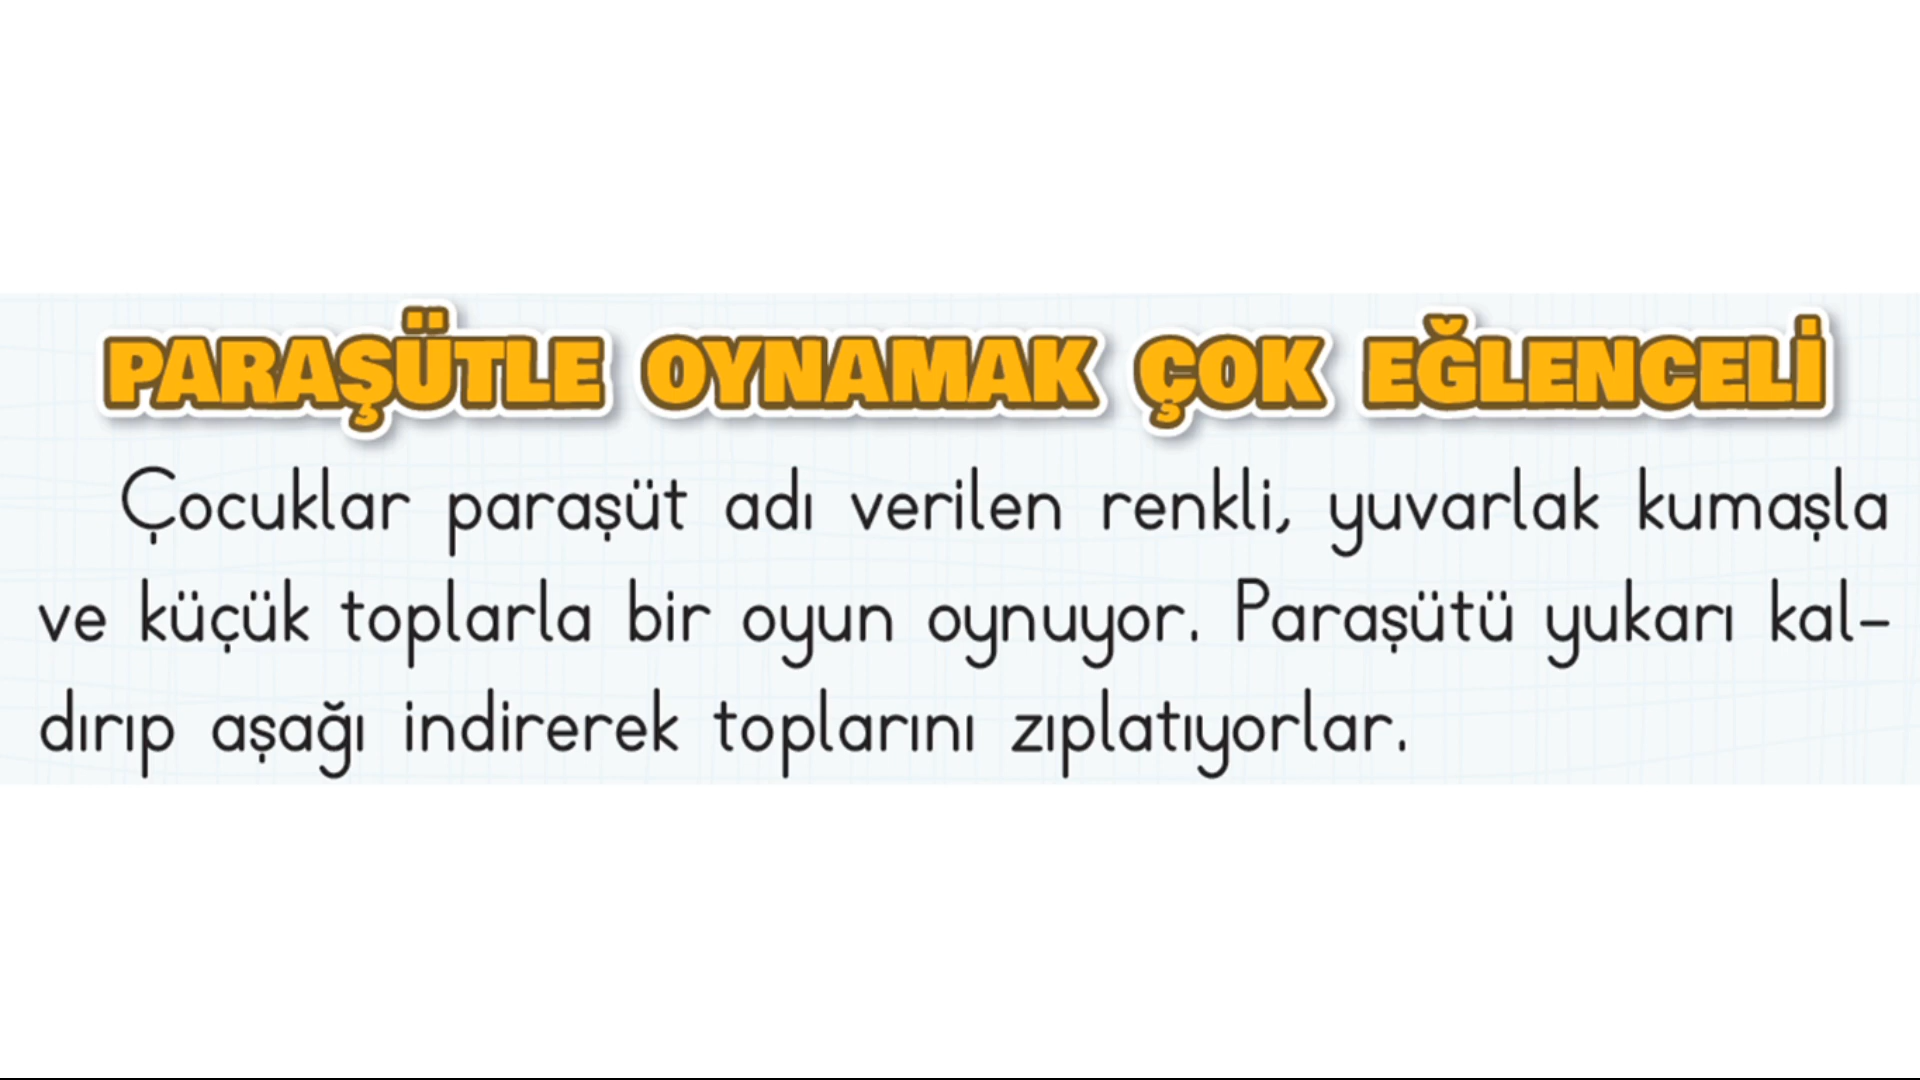 PARAŞÜTLE OYNAMAK ÇOK EĞLENCELİ
Çocuklar paraşüt adı verilen renkli, yuvarlak kumaşla
ve küçük toplarla bir oyun oynuyor. Paraşütü yukarı kal-
dırıp aşağı indirerek toplarını zıplatıyorlar.